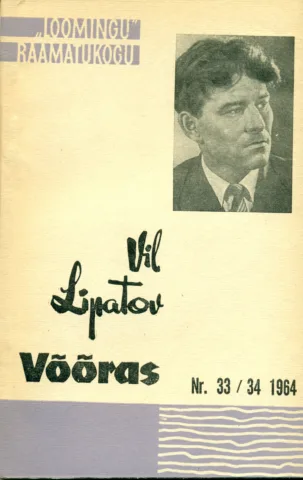 „LOOMINGU”
RAAMATUKOGU
Vil
Lipatov
Võõras
Nr. 33 / 34 1964